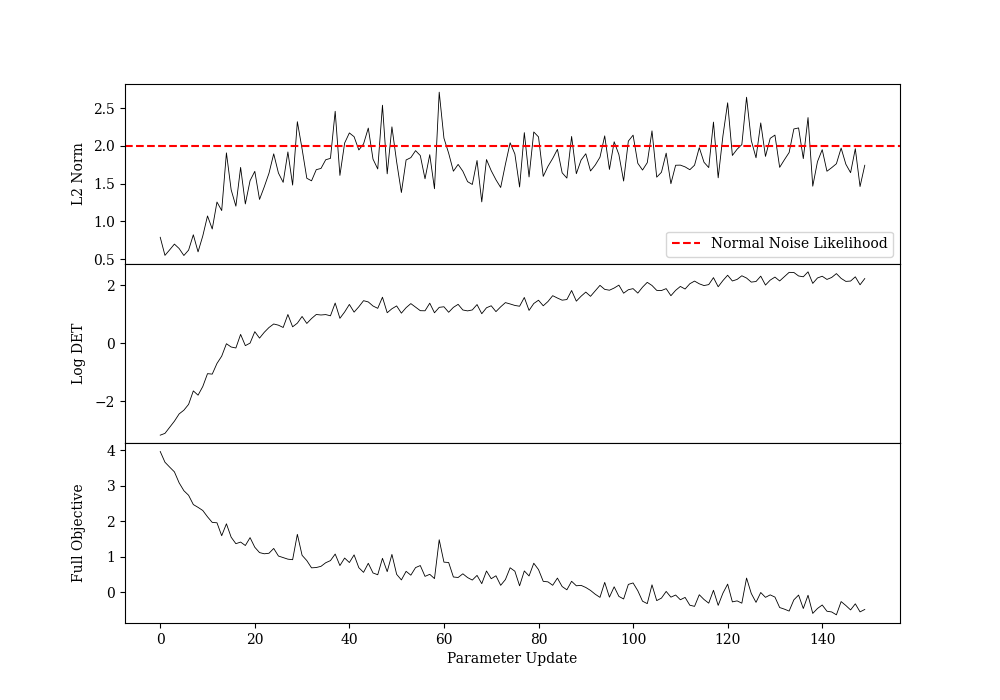 2.5
2.0
1.5
1.0
0.5
L2 Norm
Normal Noise Likelihood
2
0
−2
Log DET
4
3
2
1
0
Full Objective
0 20 40 60 80 100 120 140
Parameter Update